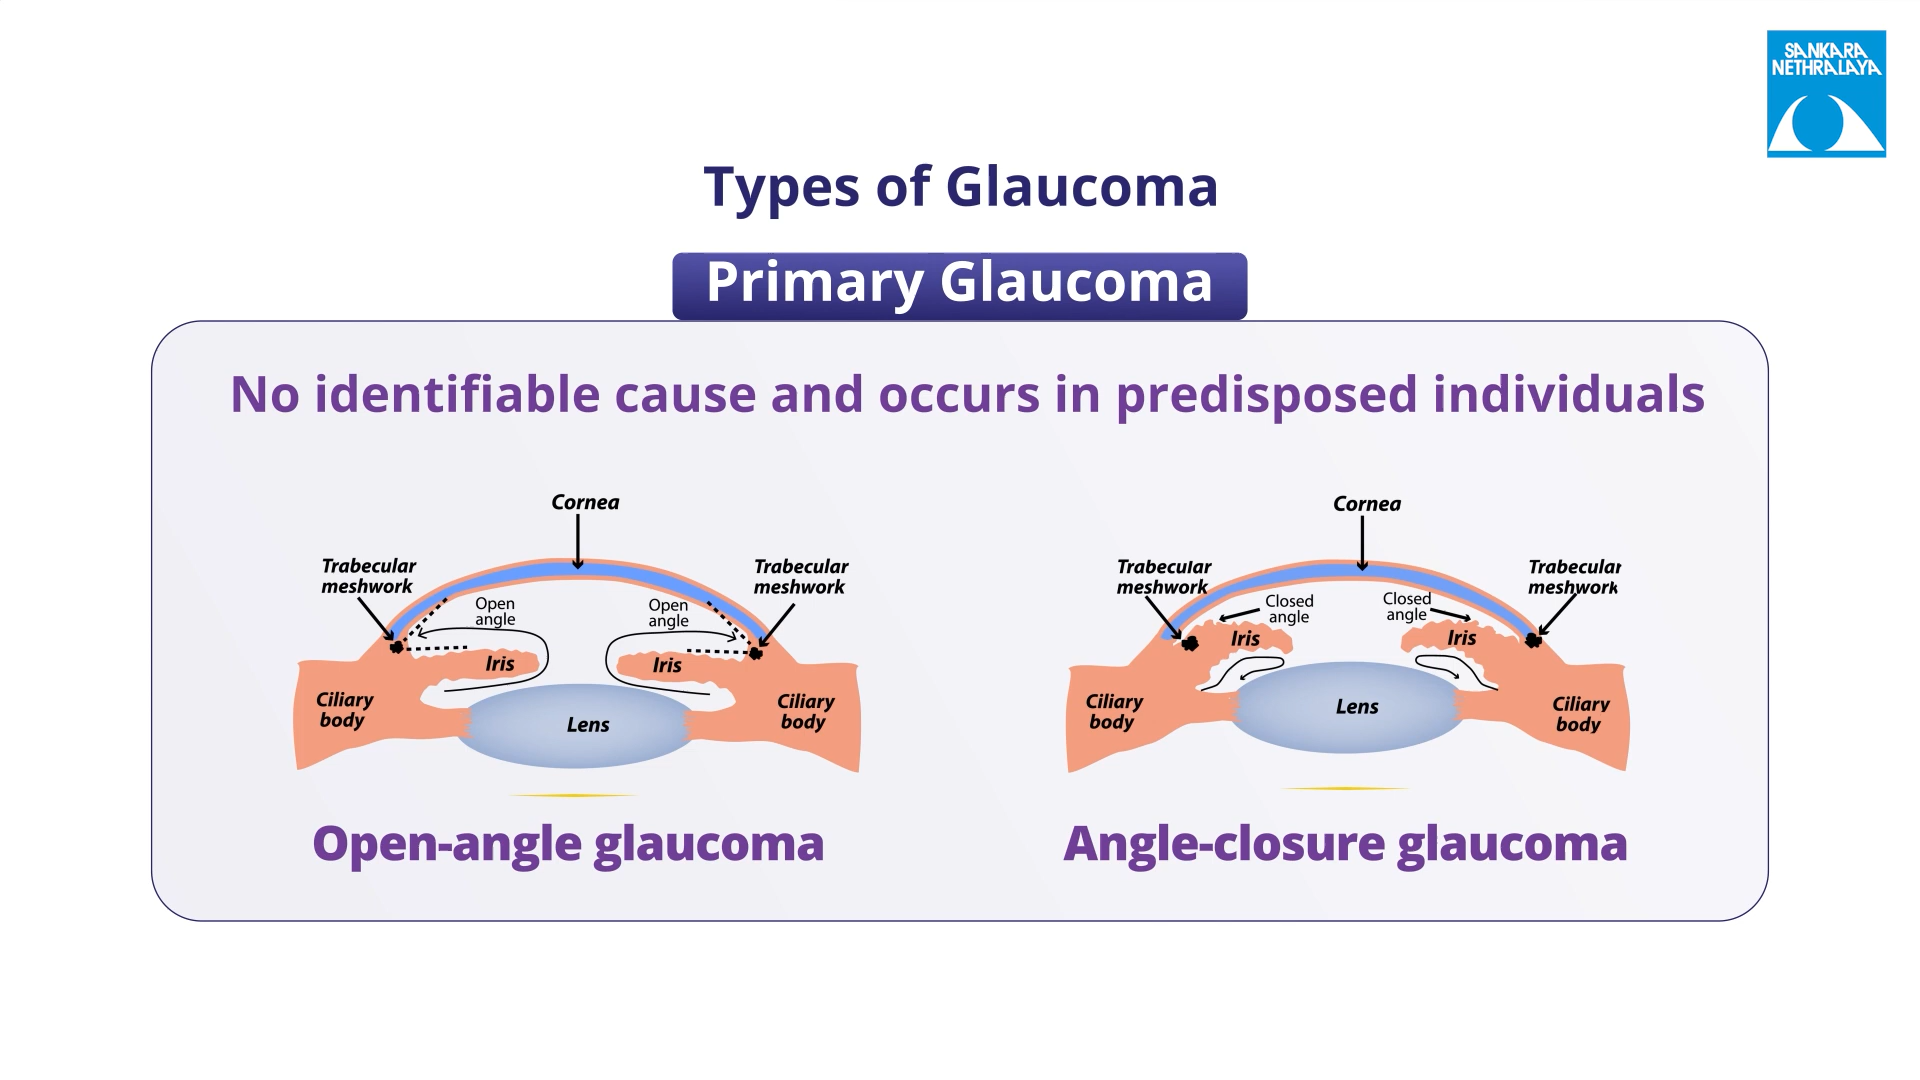 SANKARA
NETHRALAYA
Types of Glaucoma
Primary Glaucoma
No identifiable cause and occurs in predisposed individuals
Cornea
Trabecular
meshwork
Trabecular
meshwork
Open
angle
Open
angle
Iris
Iris
Ciliary
body
Ciliary
body
Lens
Open-angle glaucoma
Cornea
Trabecular
meshwork
Trabecular
meshwork
Closed
angle
Closed
angle
Iris
Iris
Ciliary
body
Ciliary
body
Lens
Angle-closure glaucoma